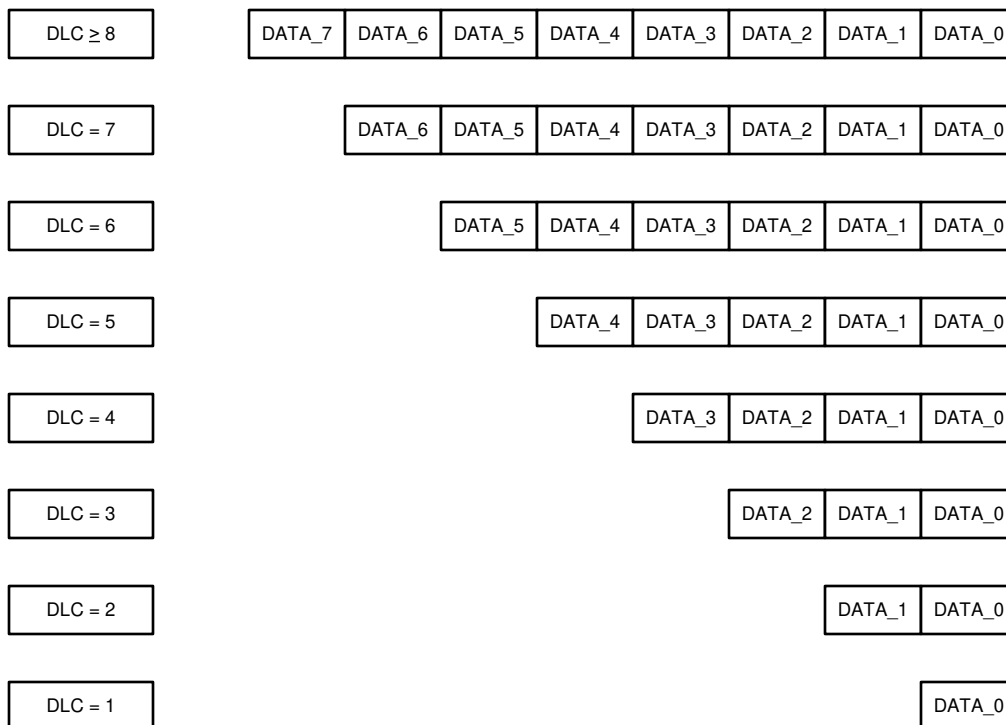 DLC ≥ 8 DATA_7 DATA_6 DATA_5 DATA_4 DATA_3 DATA_2 DATA_1 DATA_0
DLC = 7 DATA_6 DATA_5 DATA_4 DATA_3 DATA_2 DATA_1 DATA_0
DLC = 6 DATA_5 DATA_4 DATA_3 DATA_2 DATA_1 DATA_0
DLC = 5 DATA_4 DATA_3 DATA_2 DATA_1 DATA_0
DLC = 4 DATA_3 DATA_2 DATA_1 DATA_0
DLC = 3 DATA_2 DATA_1 DATA_0
DLC = 2 DATA_1 DATA_0
DLC = 1 DATA_0